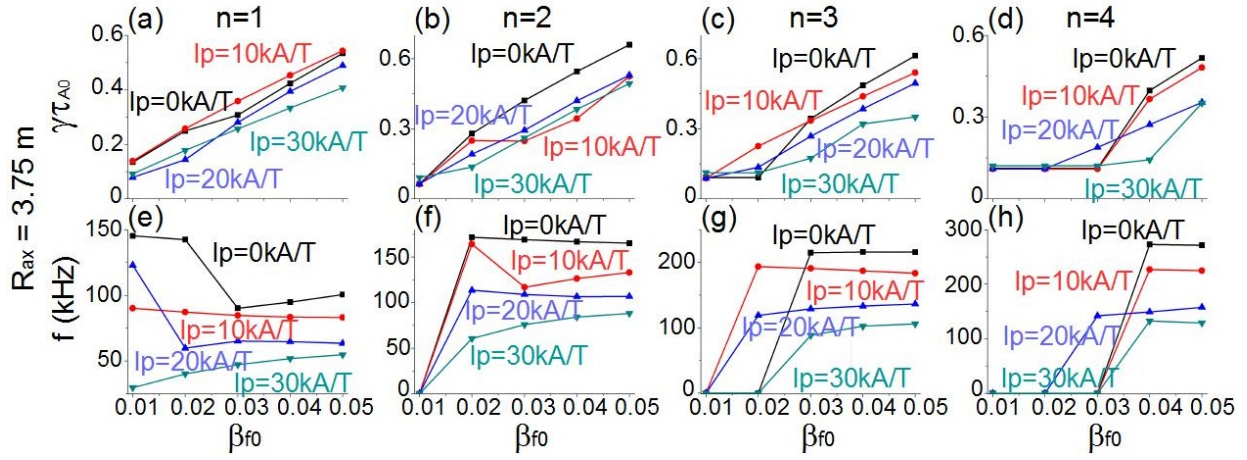 (a) n=1
(b) n=2
(c) n=3
(d) n=4
Rax = 3.75 m
γτA0
0.6
0.4
0.2
0
Ip=10kA/T
Ip=0kA/T
Ip=30kA/T
Ip=20kA/T
0.6
0.3
0
Ip=0kA/T
Ip=20kA/T
Ip=10kA/T
Ip=30kA/T
0.6
0.3
0
Ip=0kA/T
Ip=10kA/T
Ip=20kA/T
Ip=30kA/T
0.6
0.3
0
Ip=0kA/T
Ip=10kA/T
Ip=20kA/T
Ip=30kA/T
(e)
f (kHz)
150
100
50
Ip=0kA/T
Ip=10kA/T
Ip=20kA/T
Ip=30kA/T
0.01 0.02 0.03 0.04 0.05
βf0
(f)
150
100
50
0
Ip=0kA/T
Ip=10kA/T
Ip=20kA/T
Ip=30kA/T
0.01 0.02 0.03 0.04 0.05
βf0
(g)
200
100
0
Ip=0kA/T
Ip=10kA/T
Ip=20kA/T
Ip=30kA/T
0.01 0.02 0.03 0.04 0.05
βf0
(h)
300
250
200
150
100
50
0
Ip=0kA/T
Ip=10kA/T
Ip=20kA/T
Ip=30kA/T
0.01 0.02 0.03 0.04 0.05
βf0